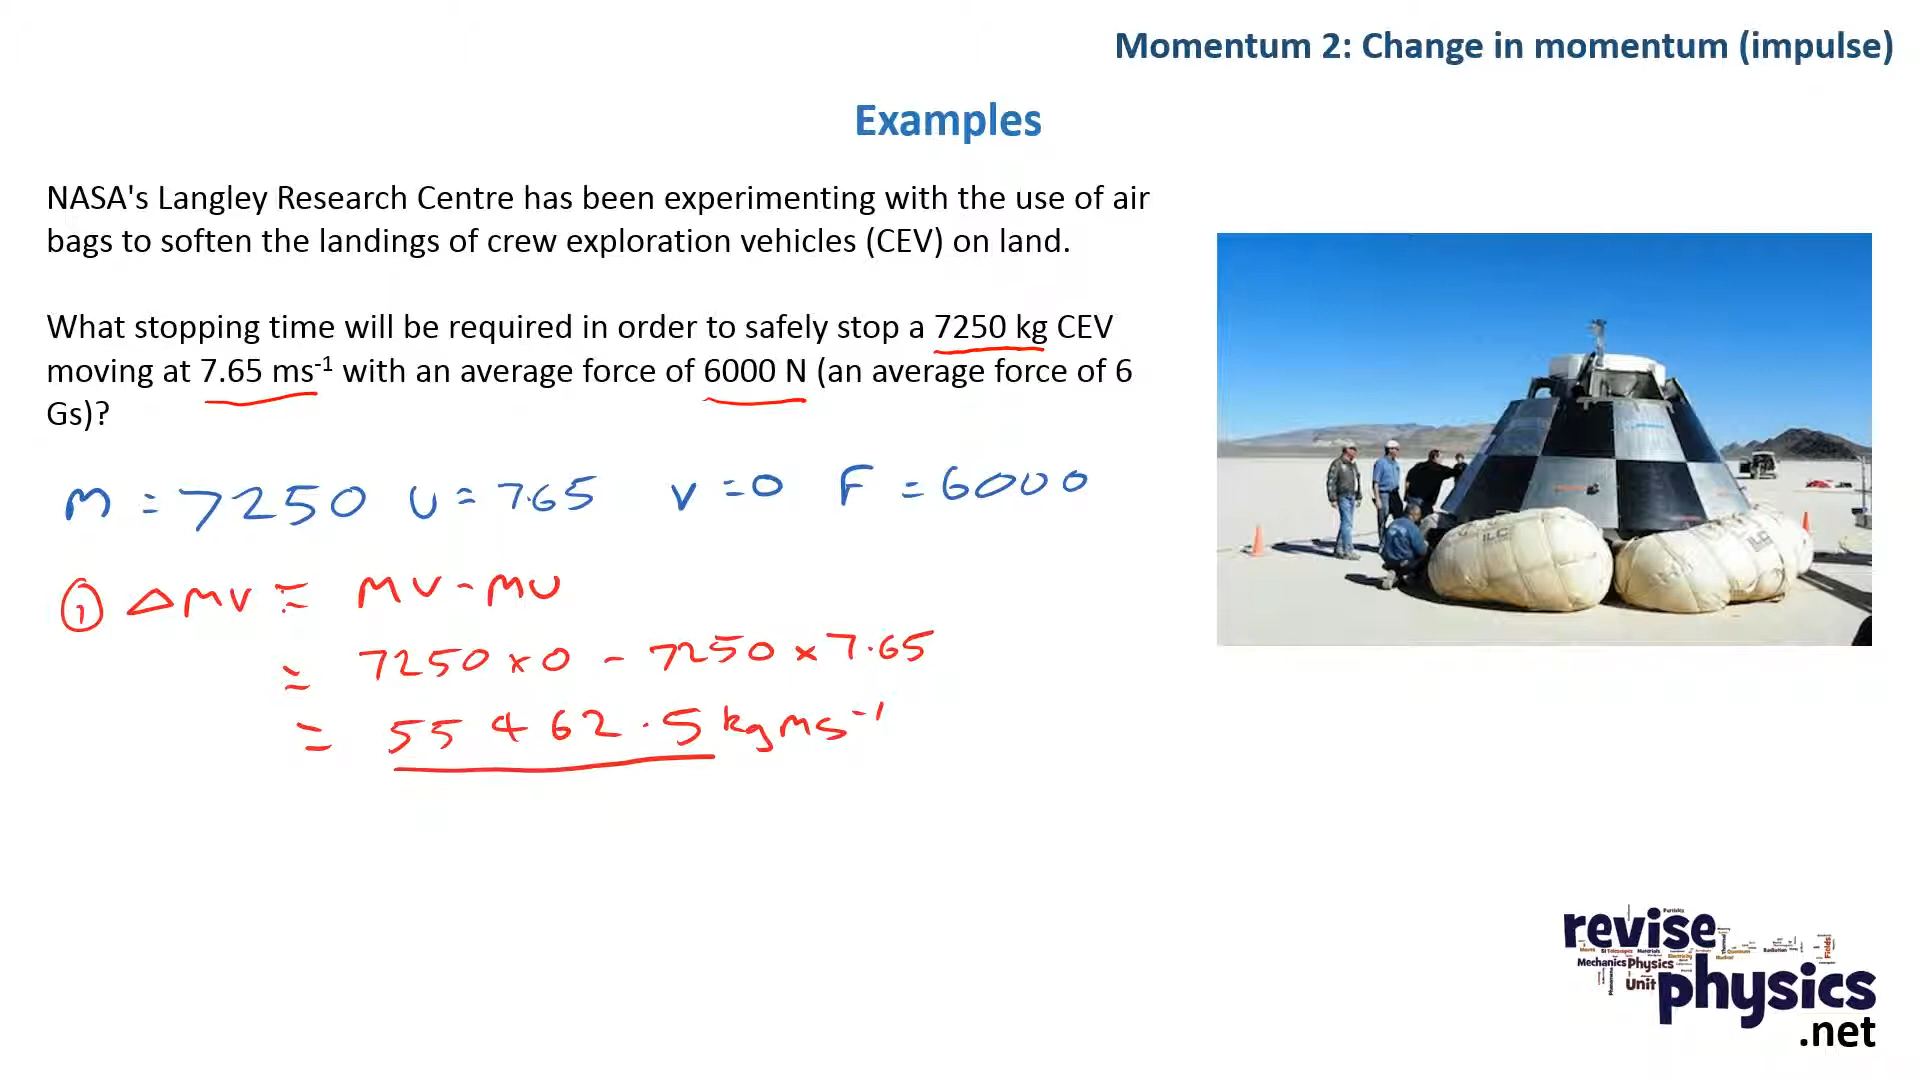 Momentum 2: Change in momentum (impulse)
Examples
NASA's Langley Research Centre has been experimenting with the use of air
bags to soften the landings of crew exploration vehicles (CEV) on land.
What stopping time will be required in order to safely stop a 7250 kg CEV
moving at 7.65 ms⁻¹ with an average force of 6000 N (an average force of 6
Gs)?
m = 7250 u = 7.65 v = 0 F = 6000
① △mv = mv - mu
= 7250 × 0 - 7250 × 7.65
= 55 462.5 kgms⁻¹
ILC
ILC
revise
Mechanics Physics
Unit
Fields
physics
.net